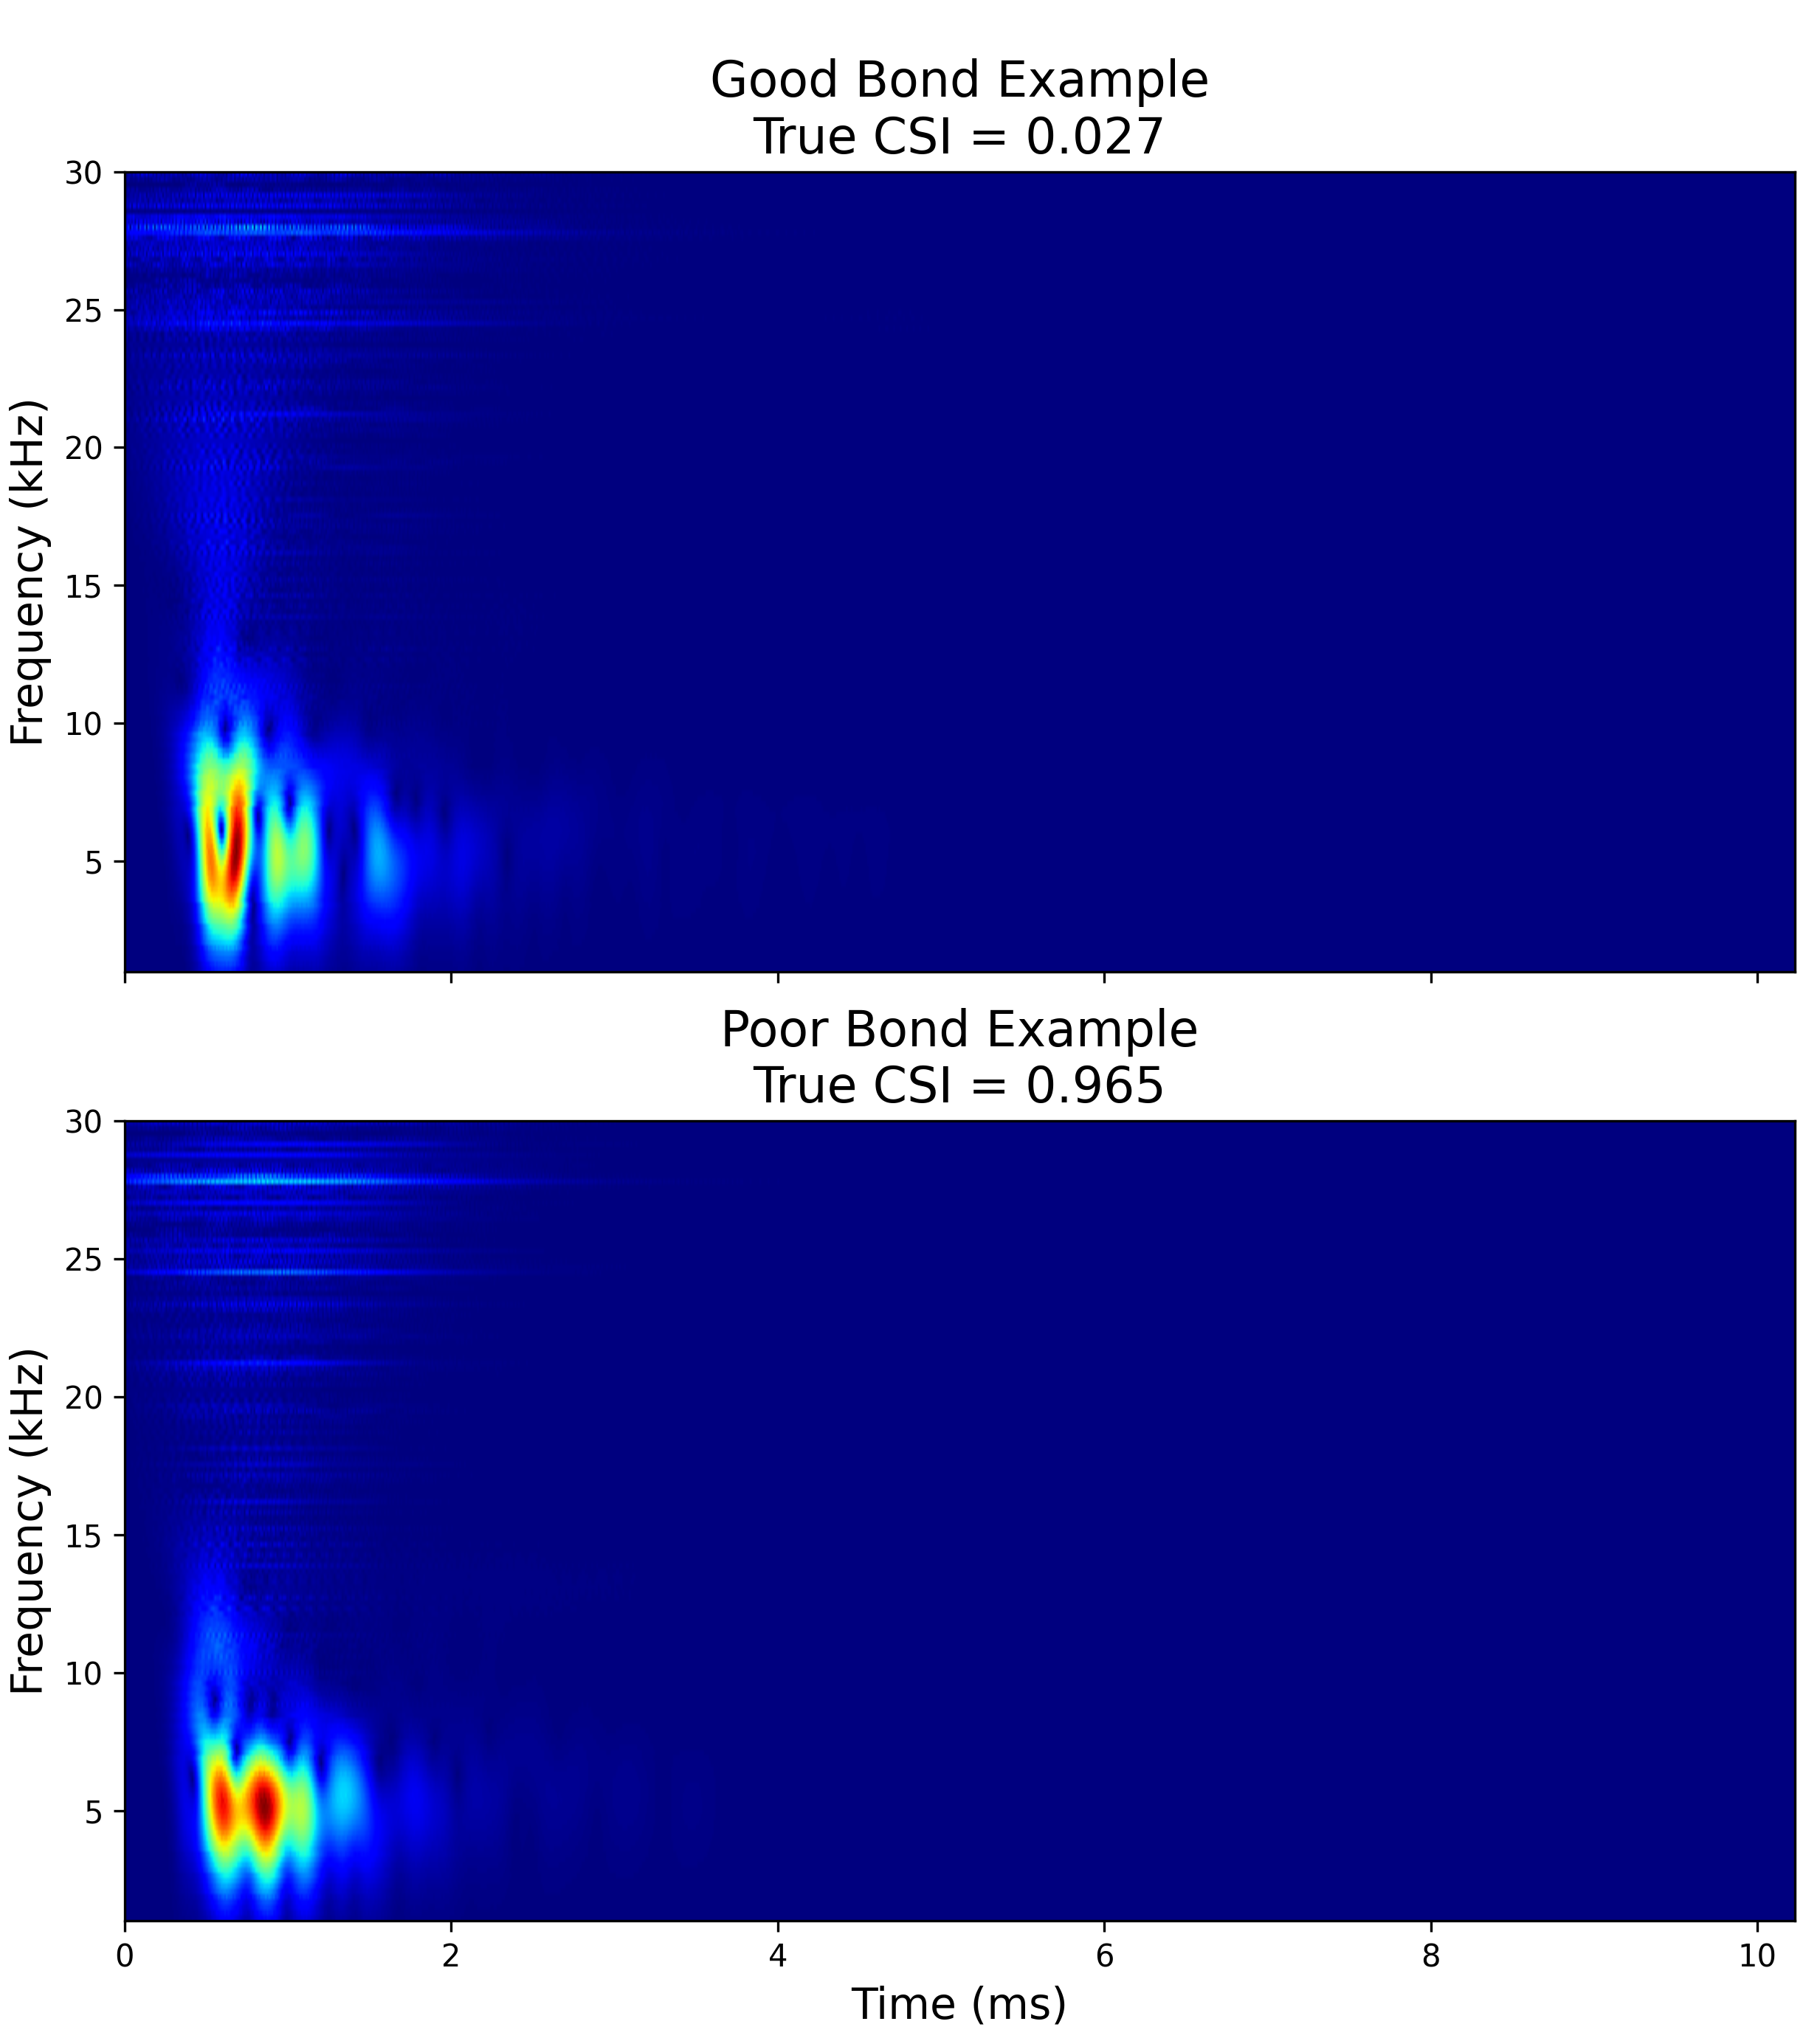 Good Bond Example
True CSI = 0.027
30
25
20
15
10
5
Frequency (kHz)
Poor Bond Example
True CSI = 0.965
30
25
20
15
10
5
Frequency (kHz)
0 2 4 6 8 10
Time (ms)